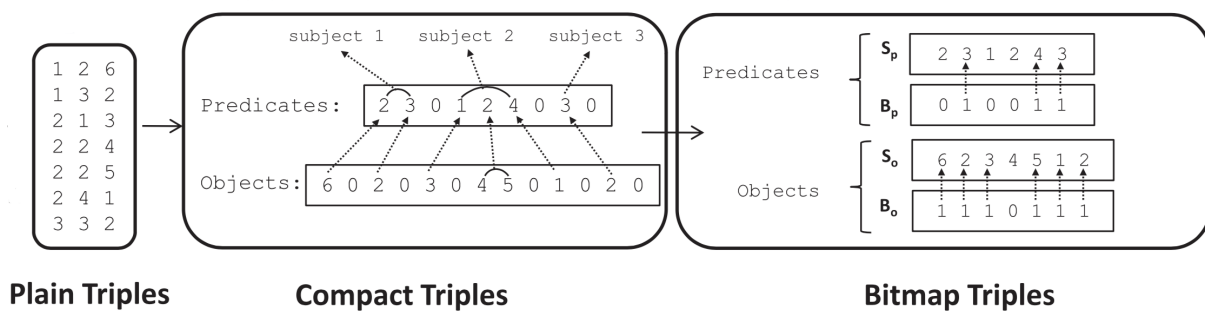 1 2 6
1 3 2
2 1 3
2 2 4
2 2 5
2 4 1
3 3 2
Plain Triples
subject 1 subject 2 subject 3
Predicates: 2 3 0 1 2 4 0 3 0
Objects: 6 0 2 0 3 0 4 5 0 1 0 2 0
Compact Triples
Predicates
Sp 2 3 1 2 4 3
Bp 0 1 0 0 1 1
Objects
So 6 2 3 4 5 1 2
Bo 1 1 1 0 1 1 1
Bitmap Triples